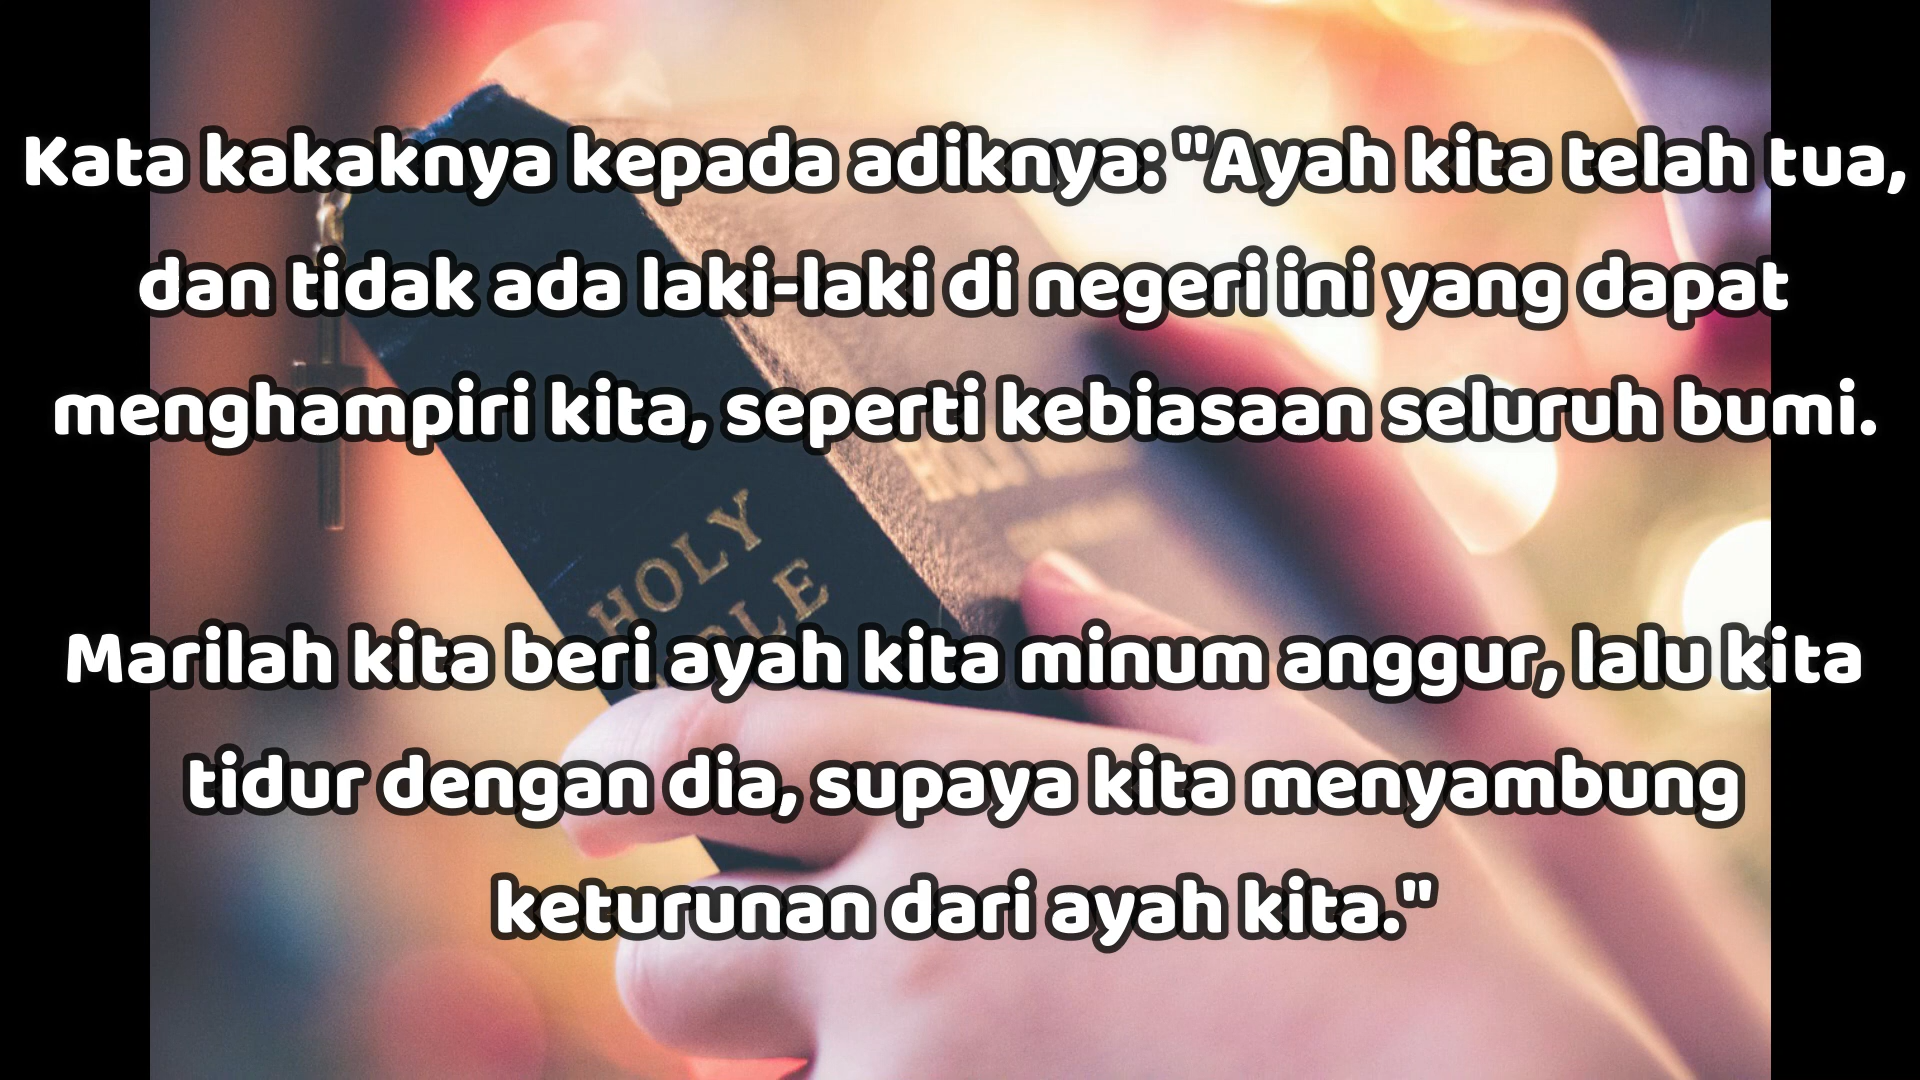 Kata kakaknya kepada adiknya: "Ayah kita telah tua,
dan tidak ada laki-laki di negeri ini yang dapat
menghampiri kita, seperti kebiasaan seluruh bumi.
HOLY
Marilah kita beri ayah kita minum anggur, lalu kita
tidur dengan dia, supaya kita menyambung
keturunan dari ayah kita."